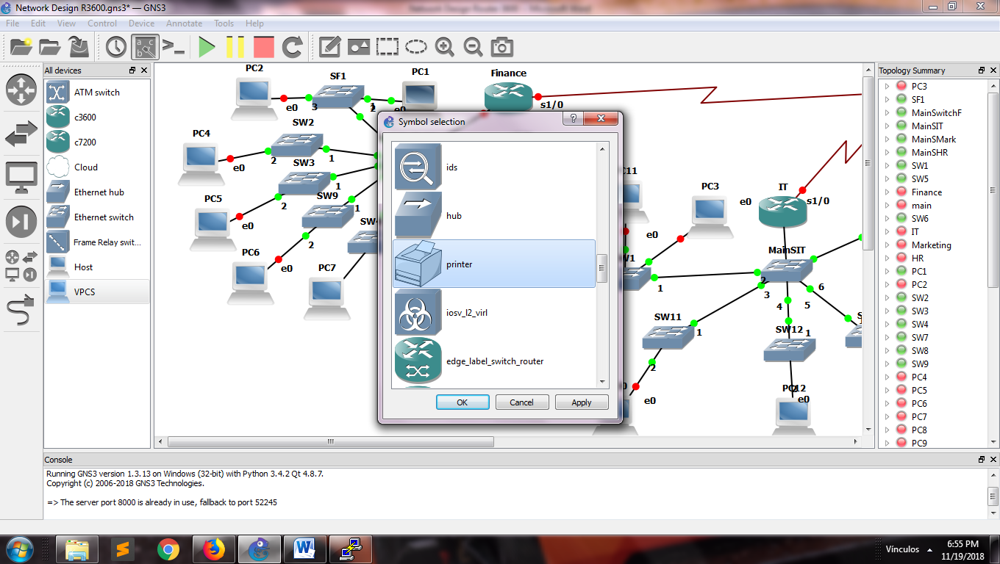 Network Design R3600.gns3* — GNS3
File Edit View Control Device Annotate Tools Help
All devices
ATM switch
c3600
c7200
Cloud
Ethernet hub
Ethernet switch
Frame Relay swit...
Host
VPCS
PC2
SF1
PC1
Finance
e0
3
1
2
e0
s1/0
SW2
PC4
2
1
e0
SW3
PC5
1
2
SW9
e0
1
2
PC6
e0
PC7
Symbol selection
ids
hub
printer
iosv_l2_virl
edge_label_switch_router
OK
Cancel
Apply
PC3
e0
IT
s1/0
e0
MainSIT
1
2
3
4
5
6
SW11
1
2
SW12
1
e0
PC12
e0
Topology Summary
PC3
SF1
MainSwitchF
MainSIT
MainSMark
MainSHR
SW1
SW5
Finance
main
SW6
IT
Marketing
HR
PC1
PC2
SW2
SW3
SW4
SW7
SW8
SW9
PC4
PC5
PC6
PC7
PC8
PC9
Console
Running GNS3 version 1.3.13 on Windows (32-bit) with Python 3.4.2 Qt 4.8.7.
Copyright (c) 2006-2018 GNS3 Technologies.
=> The server port 8000 is already in use, fallback to port 52245
Vínculos
6:55 PM
11/19/2018